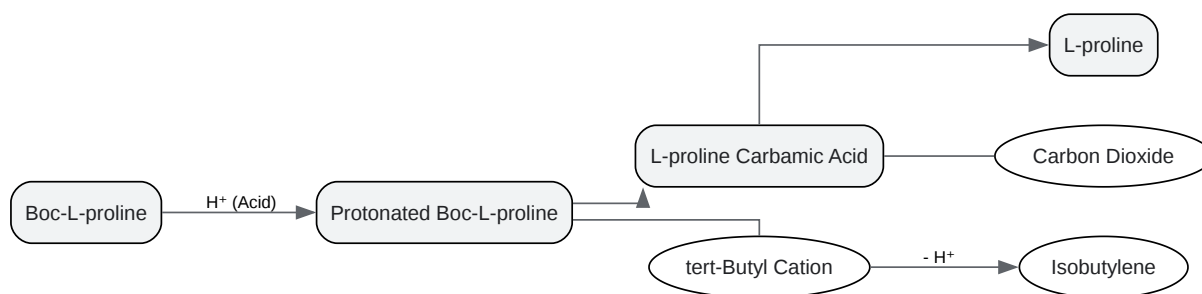 L-proline
L-proline Carbamic Acid
Carbon Dioxide
Boc-L-proline
H⁺ (Acid)
Protonated Boc-L-proline
tert-Butyl Cation
- H⁺
Isobutylene